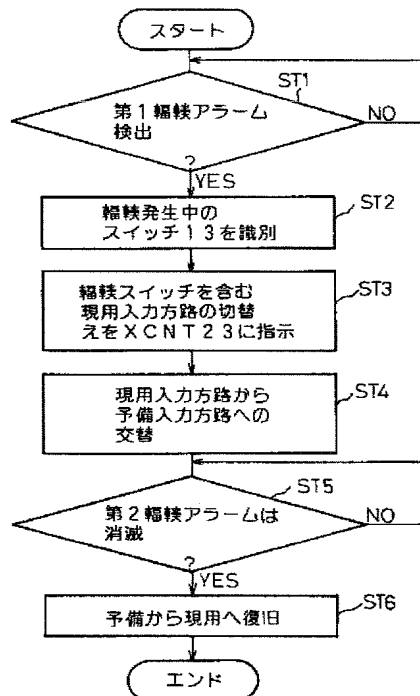 スタート
ST1
第1輻輳アラーム
検出
?
NO
YES
ST2
輻輳発生中の
スイッチ13を識別
ST3
輻輳スイッチを含む
現用入力方路の切替
えをXCNT23に指示
ST4
現用入力方路から
予備入力方路への
交替
ST5
第2輻輳アラームは
消滅
?
NO
YES
ST6
予備から現用へ復旧
エンド